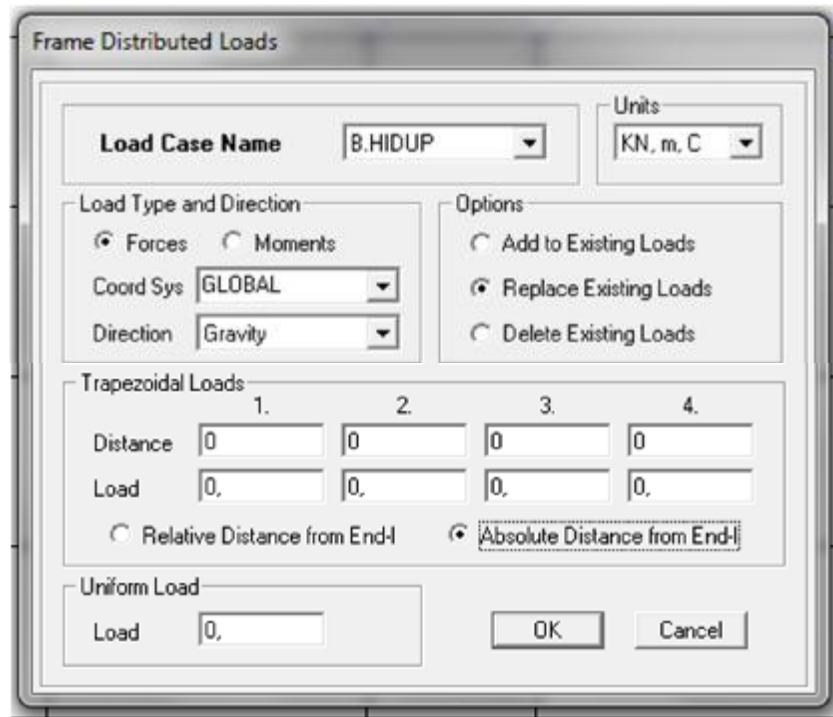 Frame Distributed Loads
Units
Load Case Name B.HIDUP KN, m, C
Load Type and Direction Options
Forces Moments Add to Existing Loads
Coord Sys GLOBAL Replace Existing Loads
Direction Gravity Delete Existing Loads
Trapezoidal Loads
1. 2. 3. 4.
Distance 0 0 0 0
Load 0, 0, 0, 0,
Relative Distance from End-I Absolute Distance from End-I
Uniform Load
Load 0, OK Cancel